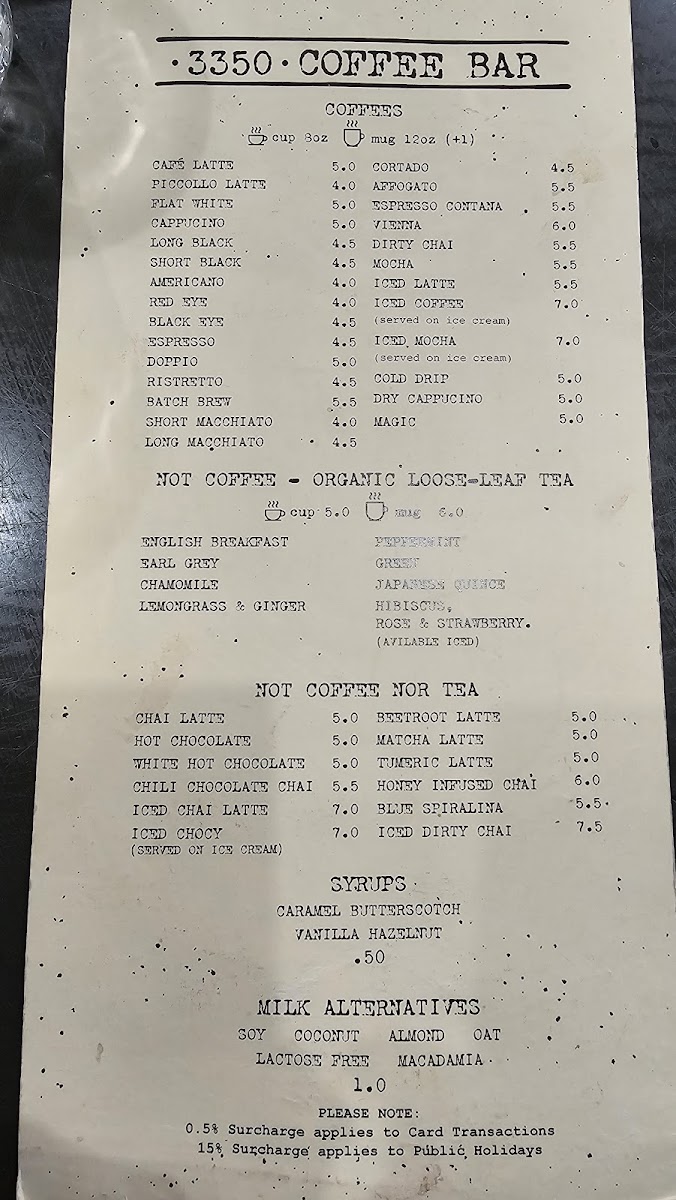 ·3350·COFFEE BAR
COFFEES
cup 8oz mug 12oz (+1)
CAFÉ LATTE 5.0 CORTADO 4.5
PICCOLLO LATTE 4.0 AFFOGATO 5.5
FLAT WHITE 5.0 ESPRESSO CONTANA 5.5
CAPPUCINO 5.0 VIENNA 6.0
LONG BLACK 4.5 DIRTY CHAI 5.5
SHORT BLACK 4.5 MOCHA 5.5
AMERICANO 4.0 ICED LATTE 5.5
RED EYE 4.0 ICED COFFEE 7.0
BLACK EYE 4.5 (served on ice cream)
ESPRESSO 4.5 ICED MOCHA 7.0
DOPPIO 5.0 (served on ice cream)
RISTRETTO 4.5 COLD DRIP 5.0
BATCH BREW 5.5 DRY CAPPUCINO 5.0
SHORT MACCHIATO 4.0 MAGIC 5.0
LONG MACCHIATO 4.5
NOT COFFEE - ORGANIC LOOSE-LEAF TEA
cup 5.0 mug 6.0
ENGLISH BREAKFAST PEPPERMINT
EARL GREY GREEN
CHAMOMILE JAPANESE QUINCE
LEMONGRASS & GINGER HIBISCUS,
ROSE & STRAWBERRY.
(AVILABLE ICED)
NOT COFFEE NOR TEA
CHAI LATTE 5.0 BEETROOT LATTE 5.0
HOT CHOCOLATE 5.0 MATCHA LATTE 5.0
WHITE HOT CHOCOLATE 5.0 TUMERIC LATTE 5.0
CHILI CHOCOLATE CHAI 5.5 HONEY INFUSED CHAI 6.0
ICED CHAI LATTE 7.0 BLUE SPIRALINA 5.5
ICED CHOCY 7.0 ICED DIRTY CHAI 7.5
(SERVED ON ICE CREAM)
SYRUPS
CARAMEL BUTTERSCOTCH
VANILLA HAZELNUT
.50
MILK ALTERNATIVES
SOY COCONUT ALMOND OAT
LACTOSE FREE MACADAMIA
1.0
PLEASE NOTE:
0.5% Surcharge applies to Card Transactions
15% Surcharge applies to Public Holidays